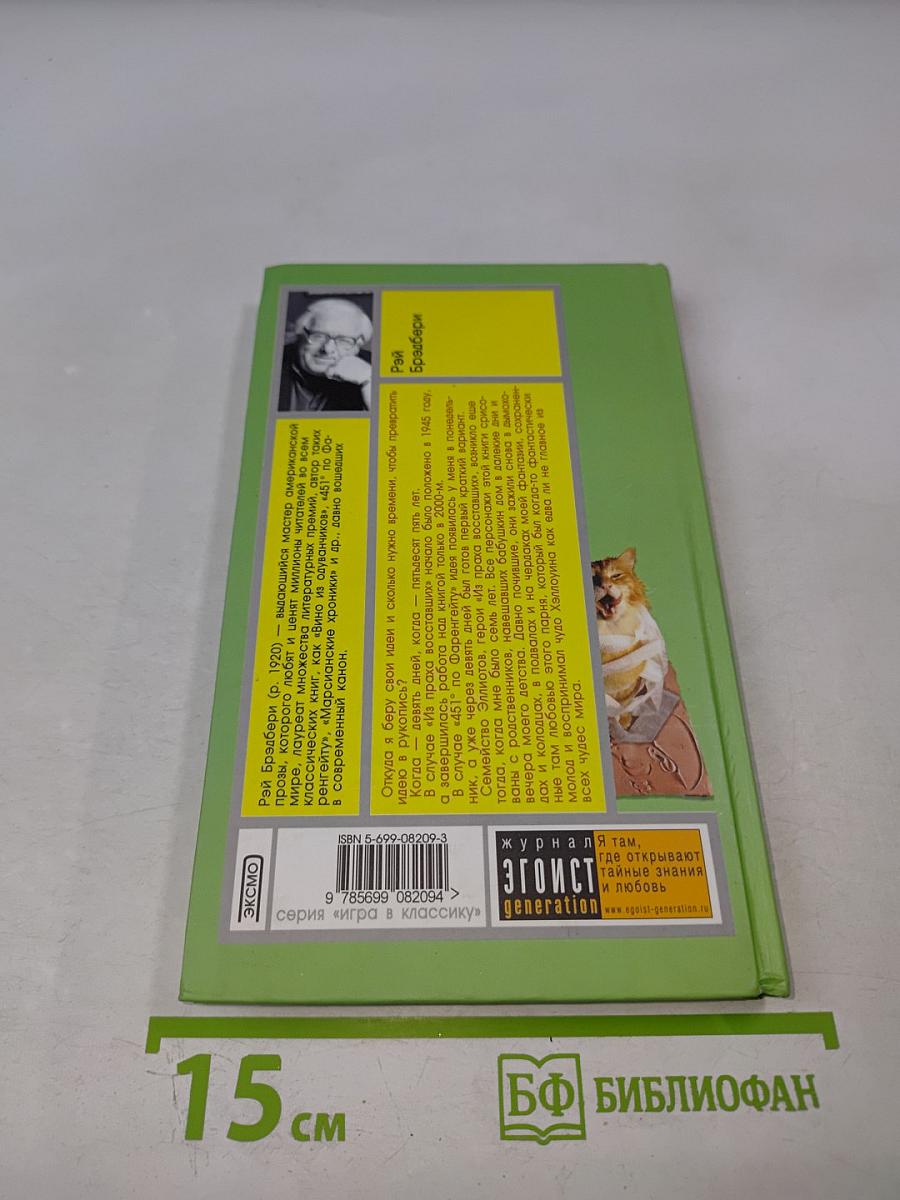 Рэй Брэдбери (р. 1920) — выдающийся мастер американской
прозы, которого любят и ценят миллионы читателей во всем
мире, лауреат множества литературных премий, автор таких
классических книг, как «Вино из одуванчиков», «451° по Фа-
ренгейту», «Марсианские хроники» и др., давно вошедших
в современный канон.
Рэй
Брэдбери
Откуда я беру свои идеи и сколько нужно времени, чтобы превратить
идею в рукопись?
Когда — девять дней, когда — пятьдесят пять лет.
В случае «Из праха восставших» начало было положено в 1945 году,
а завершилась работа над книгой только в 2000-м.
В случае «451° по Фаренгейту» идея появилась у меня в понедель-
ник, а уже через девять дней был готов первый краткий вариант.
Семейство Эллиотов, герои «Из праха восставших», возникло еще
тогда, когда мне было семь лет. Все персонажи этой книги срисо-
ваны с родственников, навещавших бабушкин дом в далекие дни и
вечера моего детства. Давно почившие, они зажили снова в дымохо-
дах и колодцах, в подвалах и на чердаках моей фантазии, сохранен-
ные там любовью этого парня, который был когда-то фантастически
молод и воспринимал чудо Хэллоуина как едва ли не главное из
всех чудес мира.
ЭКСМО
ISBN 5-699-08209-3
9 785699 082094 >
серия «игра в классику»
журнал
ЭГОИСТ
generation
Я там,
где открывают
тайные знания
и любовь
www.egoist-generation.ru
15 см
БФ БИБЛИОФАН